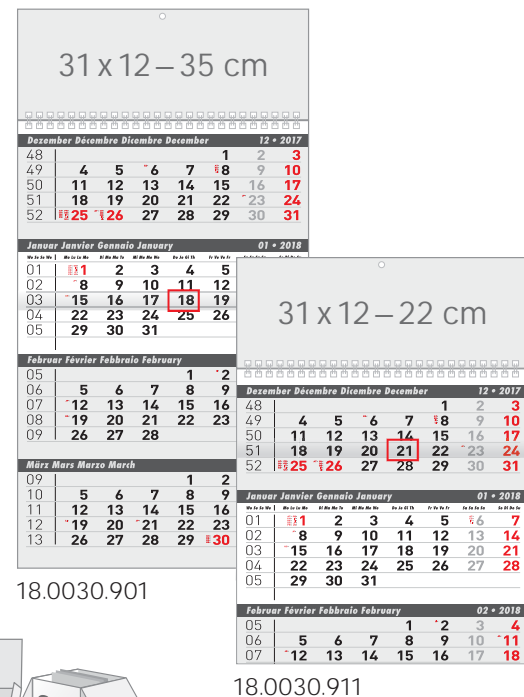 31 x 12 – 35 cm
Dezember Décembre Dicembre December 12 • 2017
48 1 2 3
49 4 5 6 7 8 9 10
50 11 12 13 14 15 16 17
51 18 19 20 21 22 23 24
52 25 26 27 28 29 30 31
Januar Janvier Gennaio January 01 • 2018
01 1 2 3 4 5
02 8 9 10 11 12
03 15 16 17 18 19
04 22 23 24 25 26
05 29 30 31
Februar Février Febbraio February
05 1 2
06 5 6 7 8 9
07 12 13 14 15 16
08 19 20 21 22 23
09 26 27 28
März Mars Marzo March
09 1 2
10 5 6 7 8 9
11 12 13 14 15 16
12 19 20 21 22 23
13 26 27 28 29 30
18.0030.901
31 x 12 – 22 cm
Dezember Décembre Dicembre December 12 • 2017
48 1 2 3
49 4 5 6 7 8 9 10
50 11 12 13 14 15 16 17
51 18 19 20 21 22 23 24
52 25 26 27 28 29 30 31
Januar Janvier Gennaio January 01 • 2018
01 1 2 3 4 5 6 7
02 8 9 10 11 12 13 14
03 15 16 17 18 19 20 21
04 22 23 24 25 26 27 28
05 29 30 31
Februar Février Febbraio February 02 • 2018
05 1 2 3 4
06 5 6 7 8 9 10 11
07 12 13 14 15 16 17 18
18.0030.911